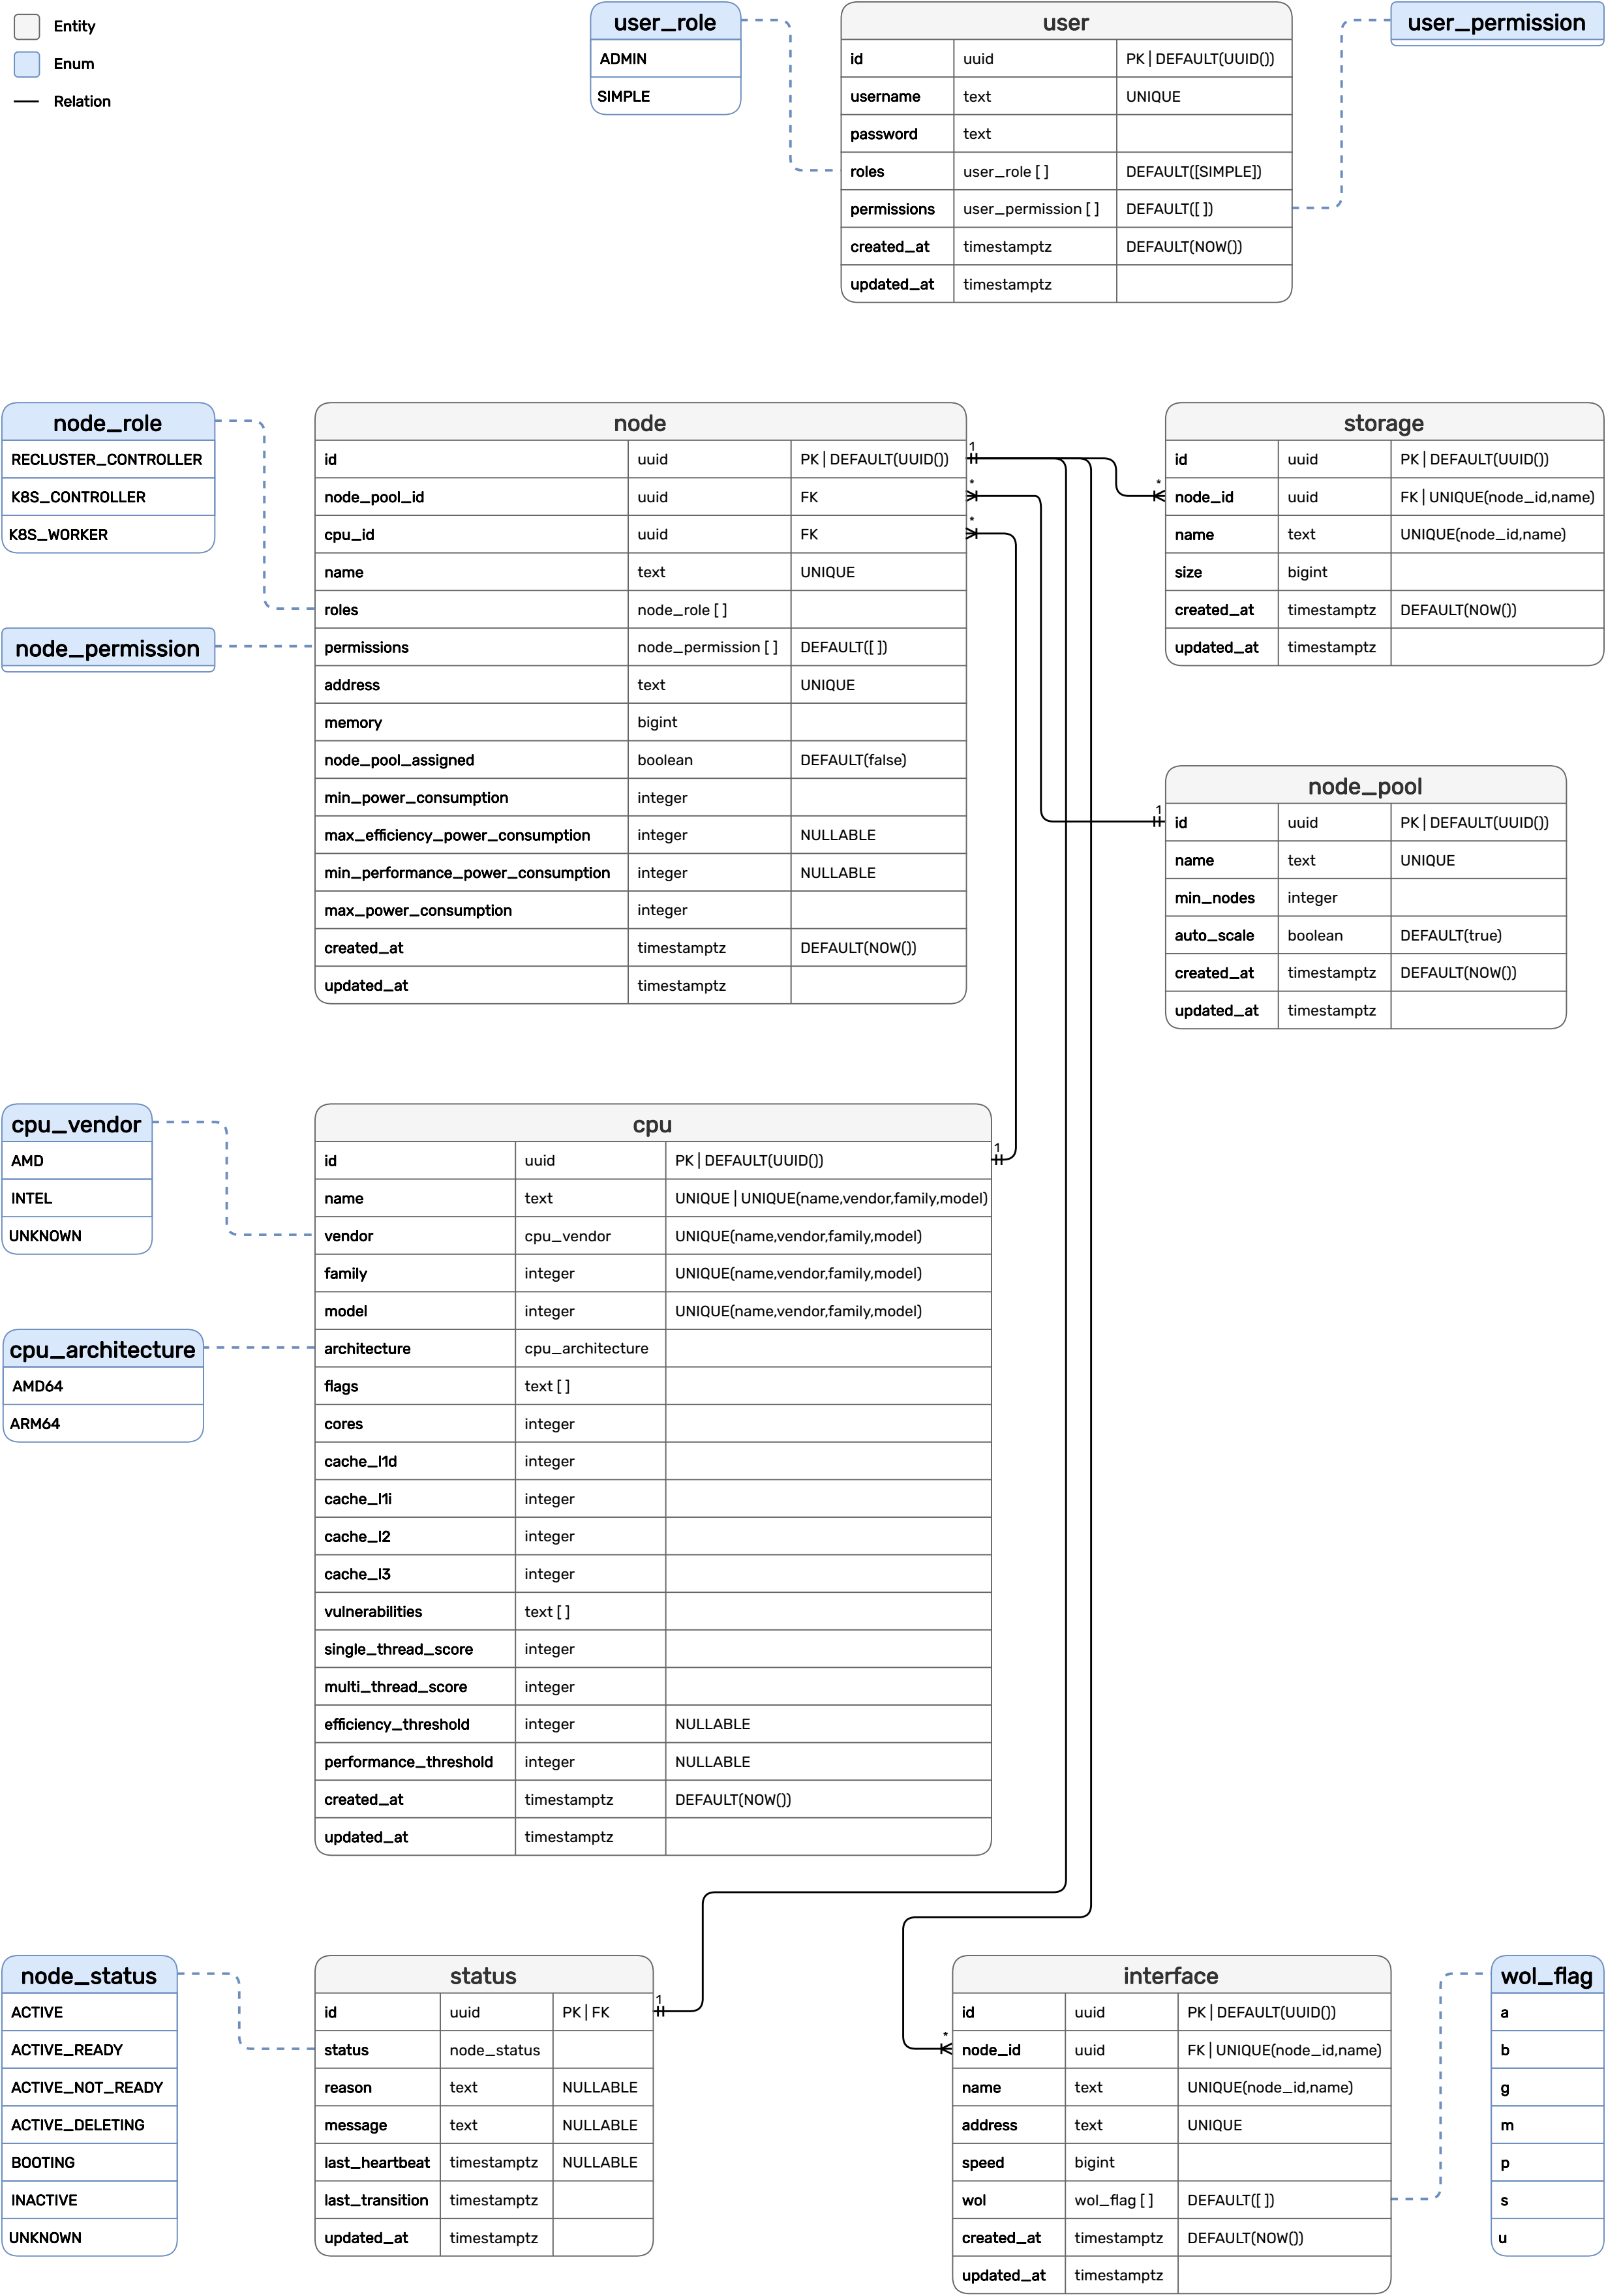 Entity
Enum
Relation
user_role
ADMIN
SIMPLE
user
id uuid PK | DEFAULT(UUID())
username text UNIQUE
password text
roles user_role [ ] DEFAULT([SIMPLE])
permissions user_permission [ ] DEFAULT([ ])
created_at timestamptz DEFAULT(NOW())
updated_at timestamptz
user_permission
node_role
RECLUSTER_CONTROLLER
K8S_CONTROLLER
K8S_WORKER
node_permission
node
id uuid PK | DEFAULT(UUID()) 1
node_pool_id uuid FK *
cpu_id uuid FK *
name text UNIQUE
roles node_role [ ]
permissions node_permission [ ] DEFAULT([ ])
address text UNIQUE
memory bigint
node_pool_assigned boolean DEFAULT(false)
min_power_consumption integer
max_efficiency_power_consumption integer NULLABLE
min_performance_power_consumption integer NULLABLE
max_power_consumption integer
created_at timestamptz DEFAULT(NOW())
updated_at timestamptz
storage
id uuid PK | DEFAULT(UUID())
* node_id uuid FK | UNIQUE(node_id,name)
name text UNIQUE(node_id,name)
size bigint
created_at timestamptz DEFAULT(NOW())
updated_at timestamptz
node_pool
1 id uuid PK | DEFAULT(UUID())
name text UNIQUE
min_nodes integer
auto_scale boolean DEFAULT(true)
created_at timestamptz DEFAULT(NOW())
updated_at timestamptz
cpu_vendor
AMD
INTEL
UNKNOWN
cpu_architecture
AMD64
ARM64
cpu
id uuid PK | DEFAULT(UUID()) 1
name text UNIQUE | UNIQUE(name,vendor,family,model)
vendor cpu_vendor UNIQUE(name,vendor,family,model)
family integer UNIQUE(name,vendor,family,model)
model integer UNIQUE(name,vendor,family,model)
architecture cpu_architecture
flags text [ ]
cores integer
cache_l1d integer
cache_l1i integer
cache_l2 integer
cache_l3 integer
vulnerabilities text [ ]
single_thread_score integer
multi_thread_score integer
efficiency_threshold integer NULLABLE
performance_threshold integer NULLABLE
created_at timestamptz DEFAULT(NOW())
updated_at timestamptz
node_status
ACTIVE
ACTIVE_READY
ACTIVE_NOT_READY
ACTIVE_DELETING
BOOTING
INACTIVE
UNKNOWN
status
id uuid PK | FK 1
status node_status
reason text NULLABLE
message text NULLABLE
last_heartbeat timestamptz NULLABLE
last_transition timestamptz
updated_at timestamptz
interface
id uuid PK | DEFAULT(UUID())
* node_id uuid FK | UNIQUE(node_id,name)
name text UNIQUE(node_id,name)
address text UNIQUE
speed bigint
wol wol_flag [ ] DEFAULT([ ])
created_at timestamptz DEFAULT(NOW())
updated_at timestamptz
wol_flag
a
b
g
m
p
s
u